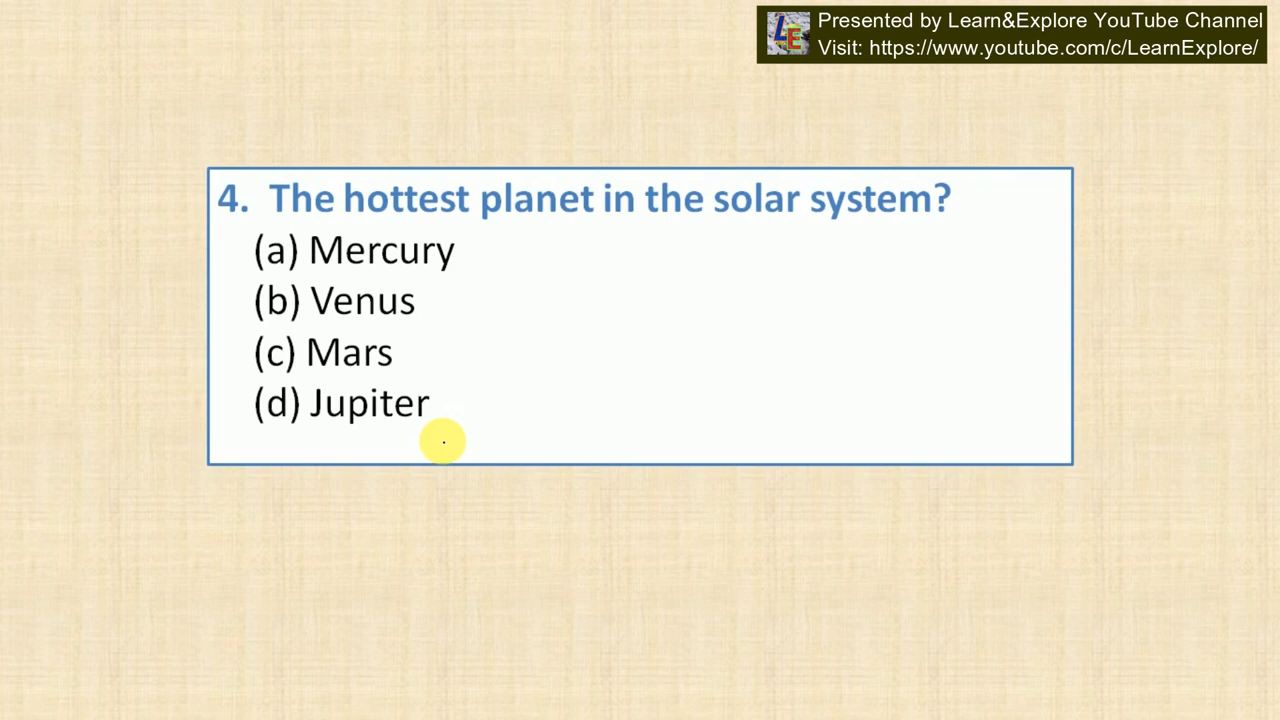 Presented by Learn&Explore YouTube Channel
Visit: https://www.youtube.com/c/LearnExplore/
LE
4. The hottest planet in the solar system?
(a) Mercury
(b) Venus
(c) Mars
(d) Jupiter